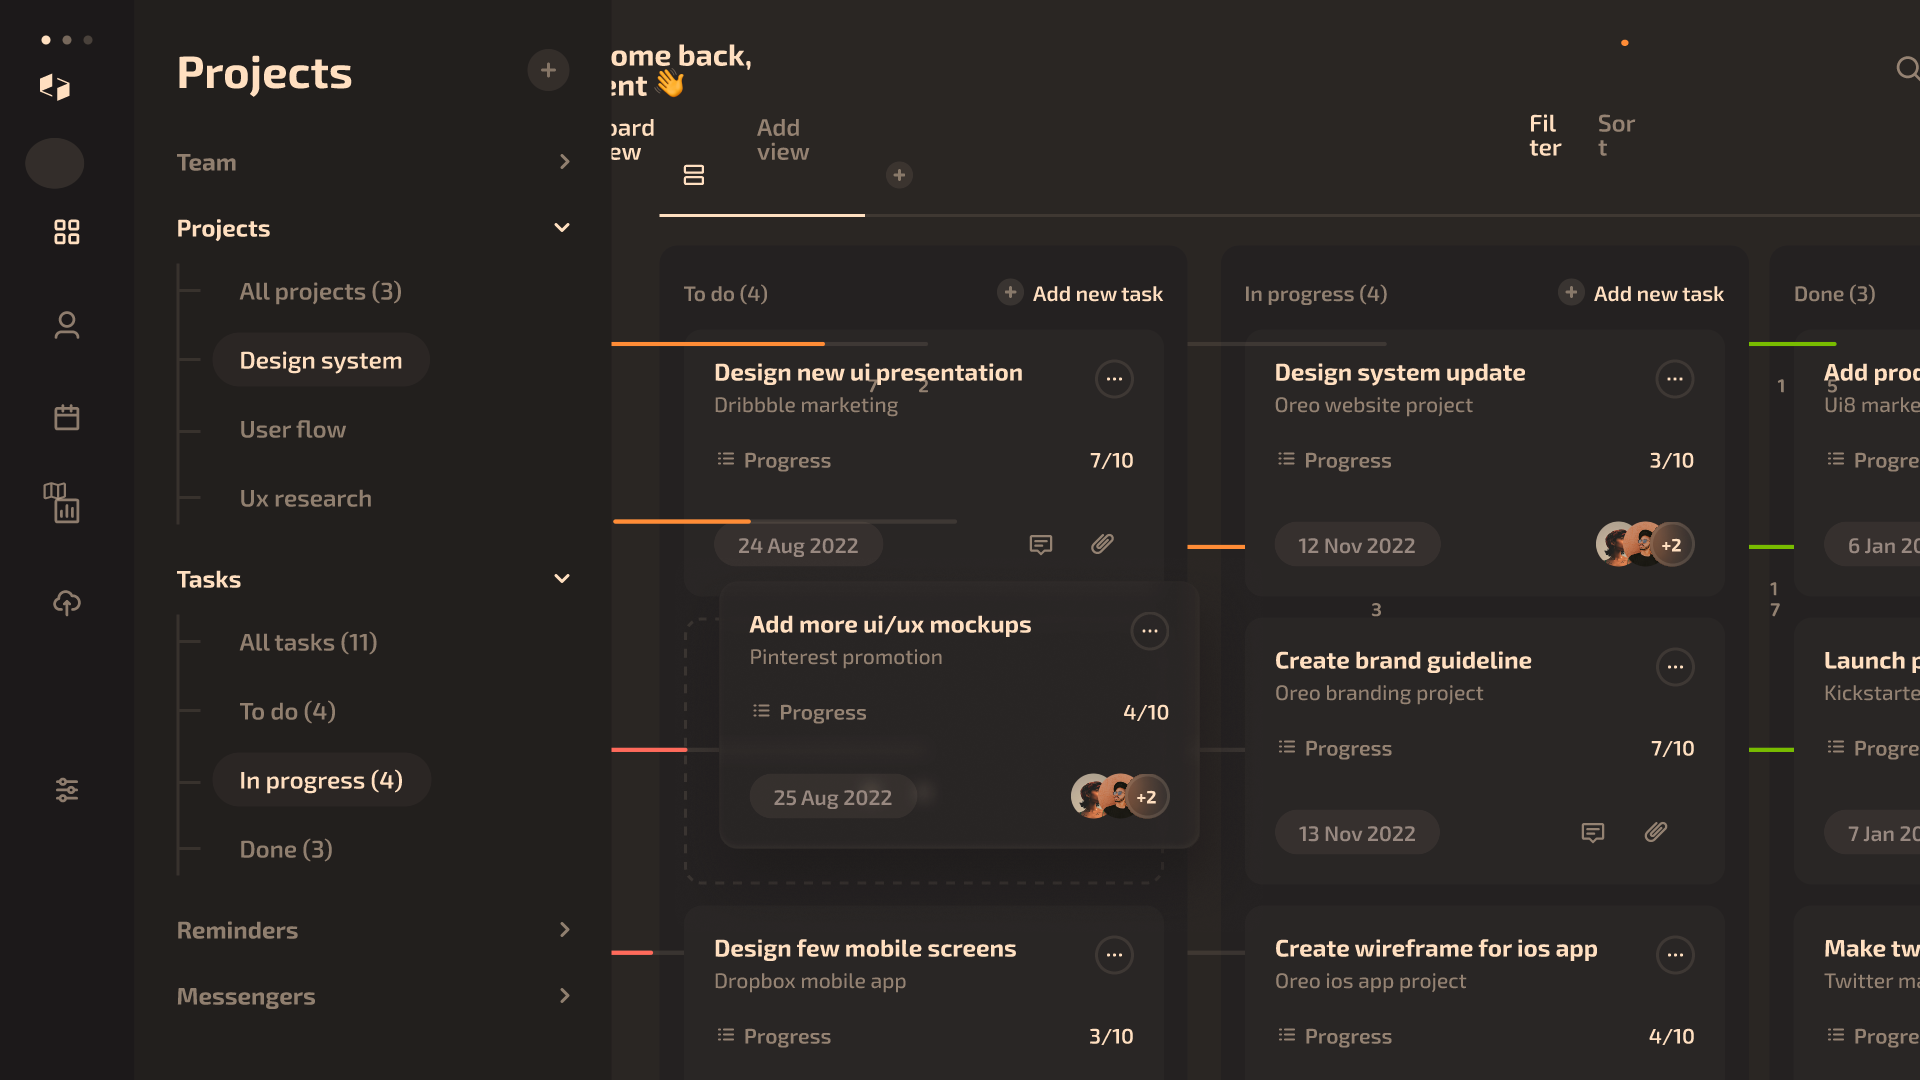 Projects
Team
Projects
All projects (3)
Design system
User flow
Ux research
Tasks
All tasks (11)
To do (4)
In progress (4)
Done (3)
Reminders
Messengers
ome back,
ent 👋
oard
ew
Add
view
Fil
ter
Sor
t
To do (4)
Add new task
Design new ui presentation
7
2
Dribbble marketing
Progress
7/10
24 Aug 2022
Add more ui/ux mockups
Pinterest promotion
Progress
4/10
25 Aug 2022
+2
Design few mobile screens
Dropbox mobile app
Progress
3/10
In progress (4)
Add new task
Design system update
Oreo website project
Progress
3/10
12 Nov 2022
+2
3
Create brand guideline
Oreo branding project
Progress
7/10
13 Nov 2022
Create wireframe for ios app
Oreo ios app project
Progress
4/10
Done (3)
1
5
Add prod
Ui8 marke
Progre
6 Jan 20
1
7
Launch p
Kickstarte
Progre
7 Jan 20
Make tw
Twitter ma
Progre